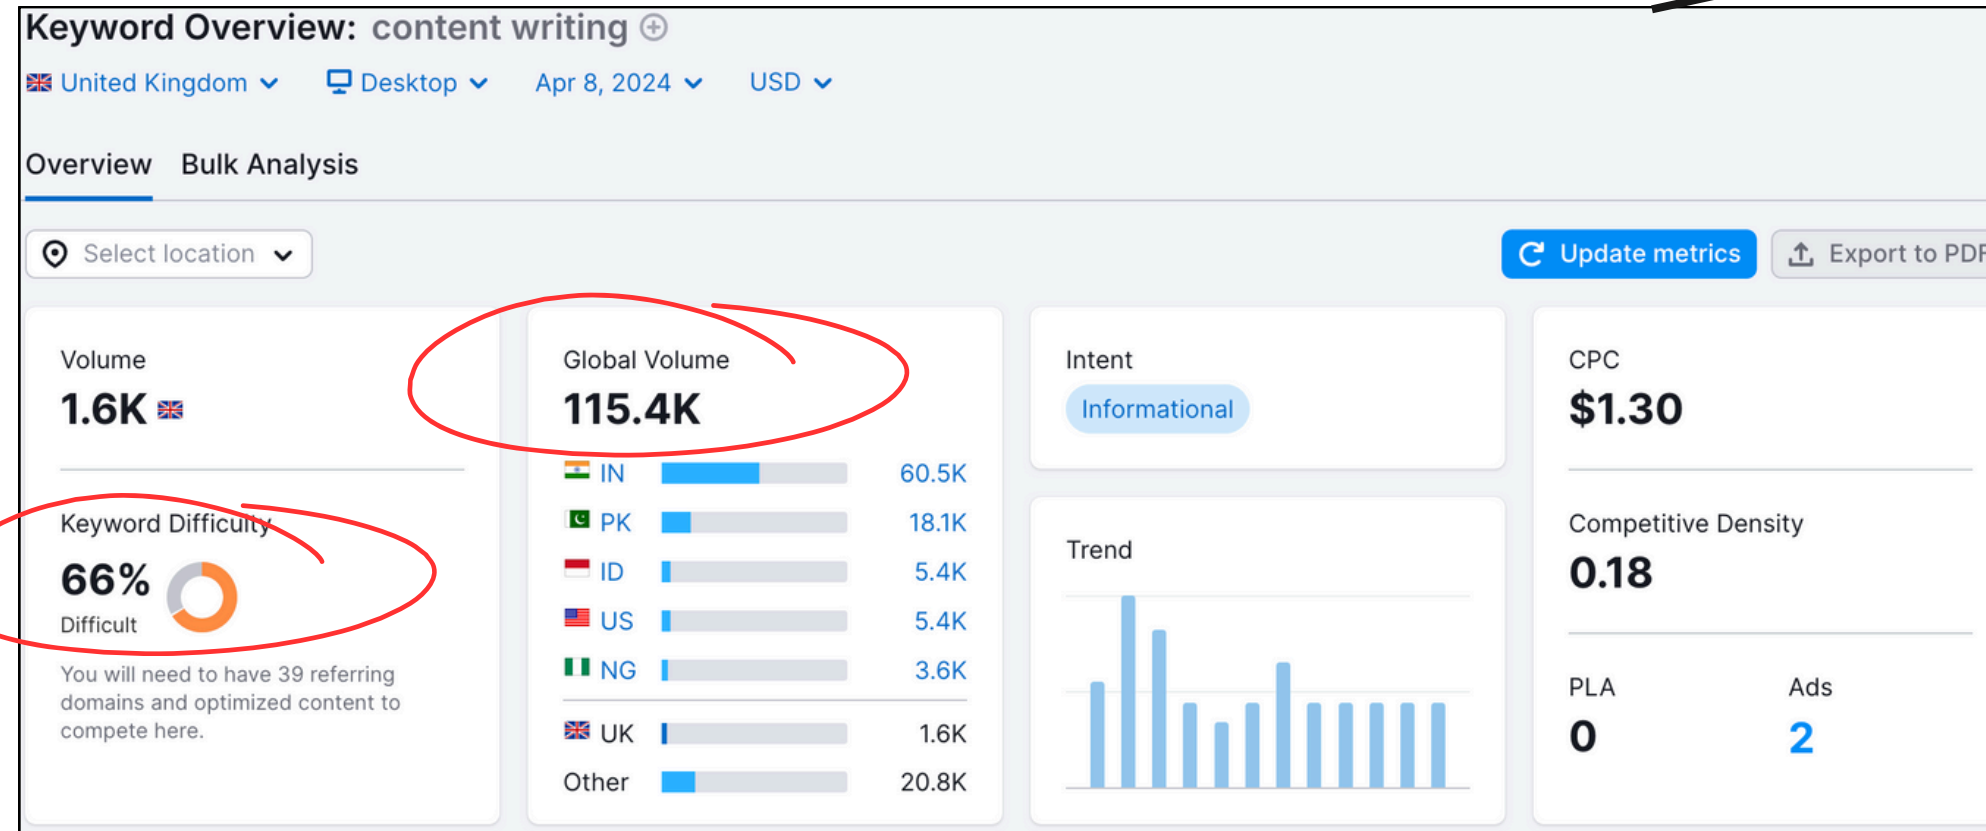 Keyword Overview: content writing
United Kingdom Desktop Apr 8, 2024 USD
Overview Bulk Analysis
Select location
Update metrics Export to PDF
Volume
1.6K
Keyword Difficulty
66%
Difficult
You will need to have 39 referring
domains and optimized content to
compete here.
Global Volume
115.4K
IN 60.5K
PK 18.1K
ID 5.4K
US 5.4K
NG 3.6K
UK 1.6K
Other 20.8K
Intent
Informational
Trend
CPC
$1.30
Competitive Density
0.18
PLA Ads
0 2